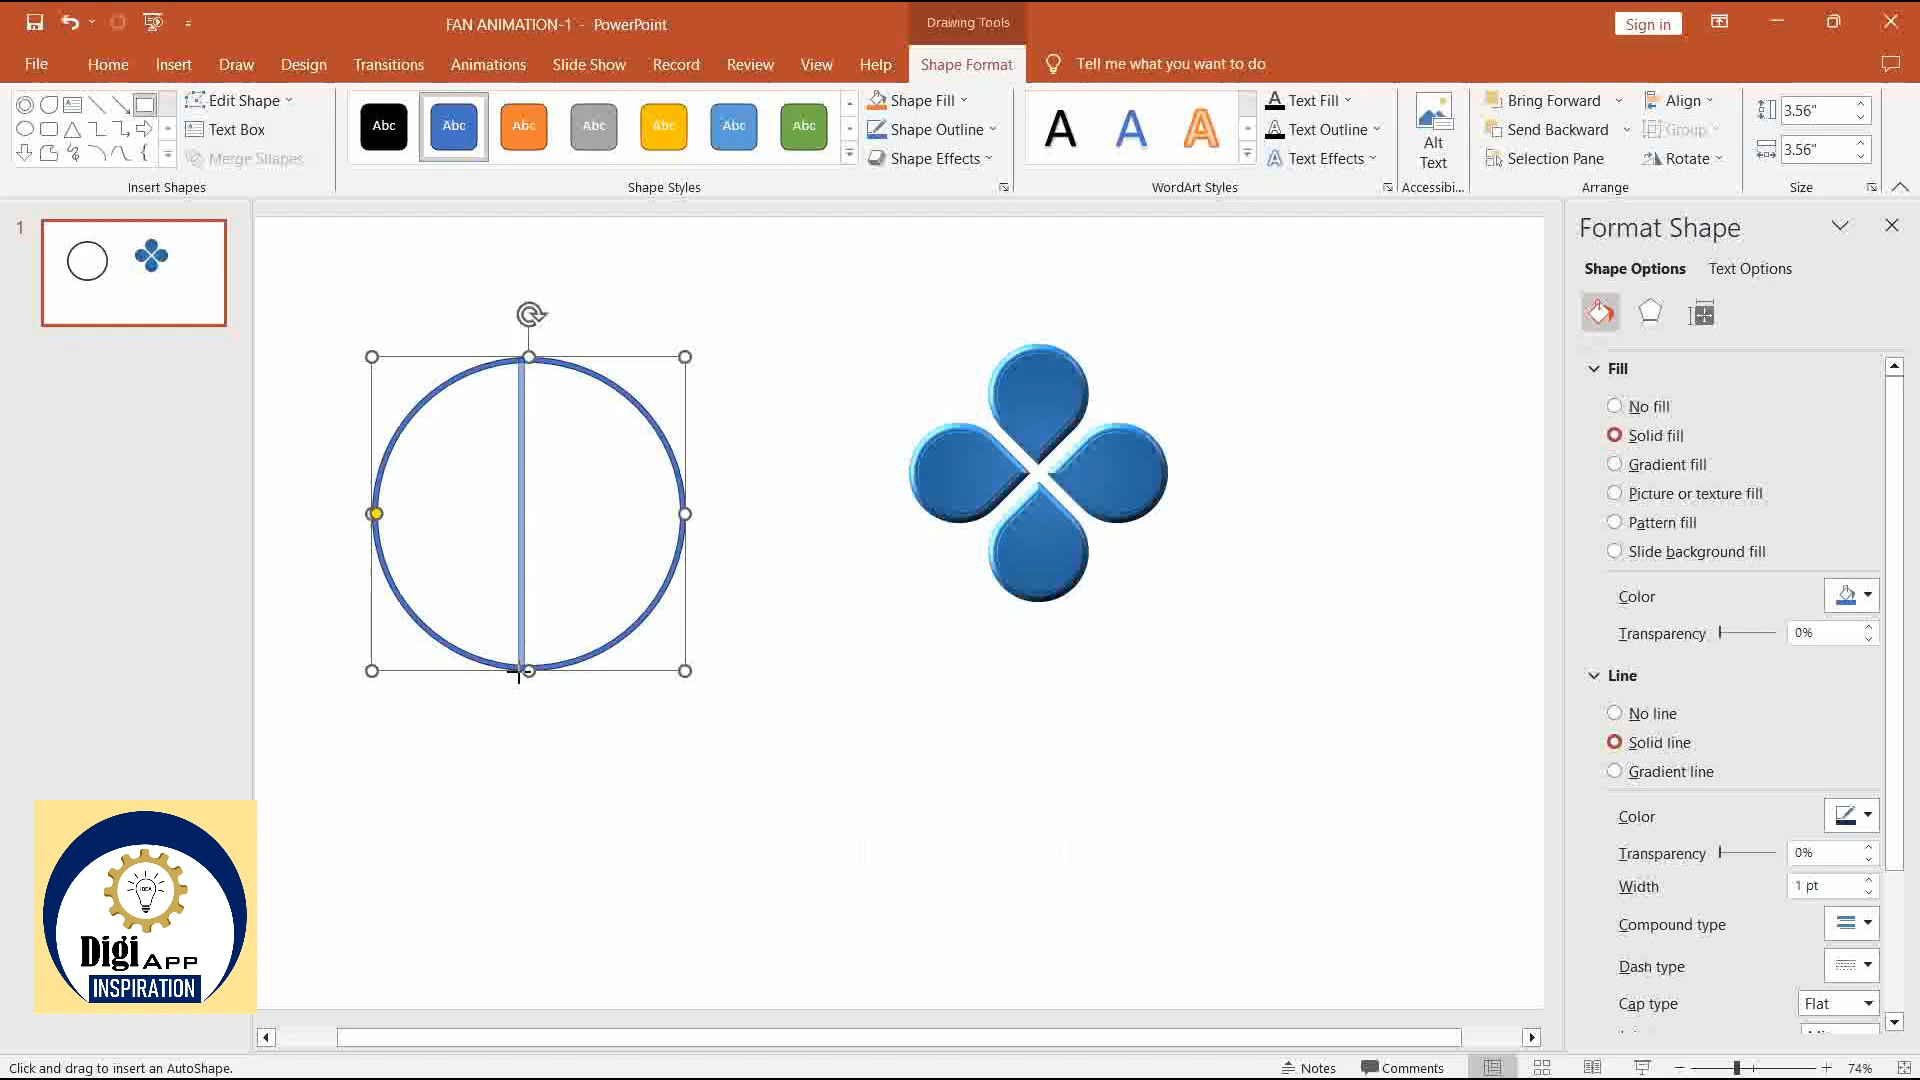 FAN ANIMATION-1 - PowerPoint
Drawing Tools
Sign in
File Home Insert Draw Design Transitions Animations Slide Show Record Review View Help Shape Format Tell me what you want to do
Edit Shape
Text Box
Merge Shapes
Insert Shapes
Abc Abc Abc Abc Abc Abc Abc
Shape Fill
Shape Outline
Shape Effects
Shape Styles
A A A
Text Fill
Text Outline
Text Effects
WordArt Styles
Alt
Text
Accessibi...
Bring Forward
Send Backward
Selection Pane
Align
Group
Rotate
Arrange
3.56"
3.56"
Size
1
Format Shape
Shape Options Text Options
Fill
No fill
Solid fill
Gradient fill
Picture or texture fill
Pattern fill
Slide background fill
Color
Transparency 0%
Line
No line
Solid line
Gradient line
Color
Transparency 0%
Width 1 pt
Compound type
Dash type
Cap type Flat
IDEA
Digi APP
INSPIRATION
Click and drag to insert an AutoShape.
Notes Comments 74%